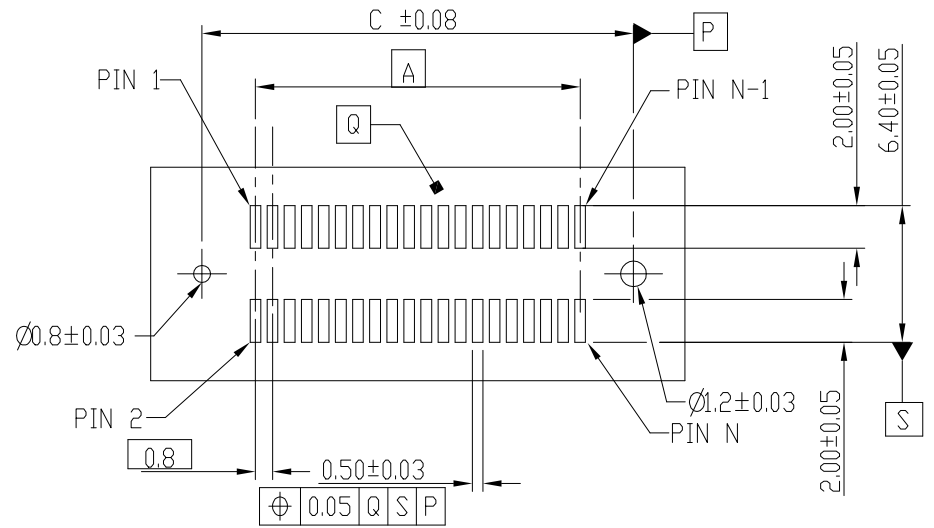 C ±0.08
P
A
PIN 1
PIN N-1
Q
2.00±0.05
6.40±0.05
Ø0.8±0.03
Ø1.2±0.03
PIN 2
PIN N
S
0.8
0.50±0.03
2.00±0.05
⌖ 0.05 Q S P